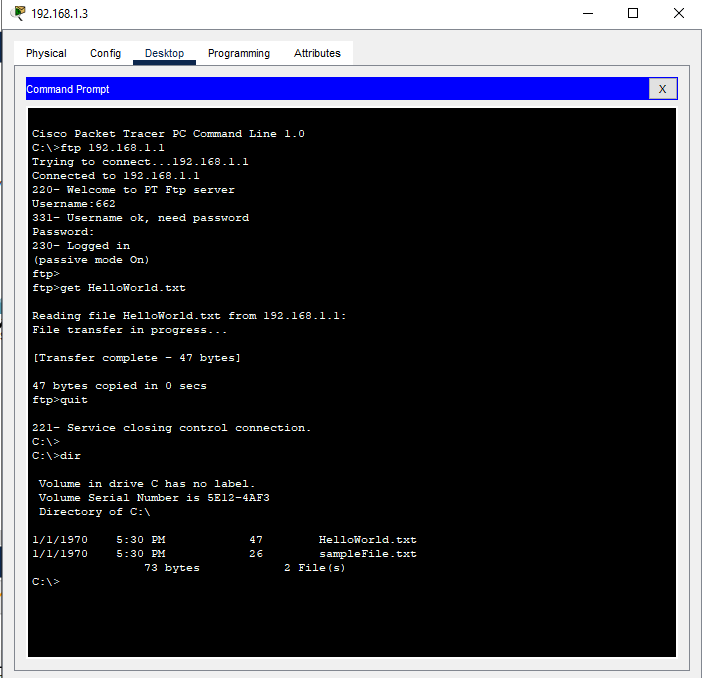 192.168.1.3
Physical Config Desktop Programming Attributes
Command Prompt X
Cisco Packet Tracer PC Command Line 1.0
C:\>ftp 192.168.1.1
Trying to connect...192.168.1.1
Connected to 192.168.1.1
220- Welcome to PT Ftp server
Username:662
331- Username ok, need password
Password:
230- Logged in
(passive mode On)
ftp>
ftp>get HelloWorld.txt
Reading file HelloWorld.txt from 192.168.1.1:
File transfer in progress...
[Transfer complete - 47 bytes]
47 bytes copied in 0 secs
ftp>quit
221- Service closing control connection.
C:\>
C:\>dir
Volume in drive C has no label.
Volume Serial Number is 5E12-4AF3
Directory of C:\
1/1/1970 5:30 PM 47 HelloWorld.txt
1/1/1970 5:30 PM 26 sampleFile.txt
73 bytes 2 File(s)
C:\>